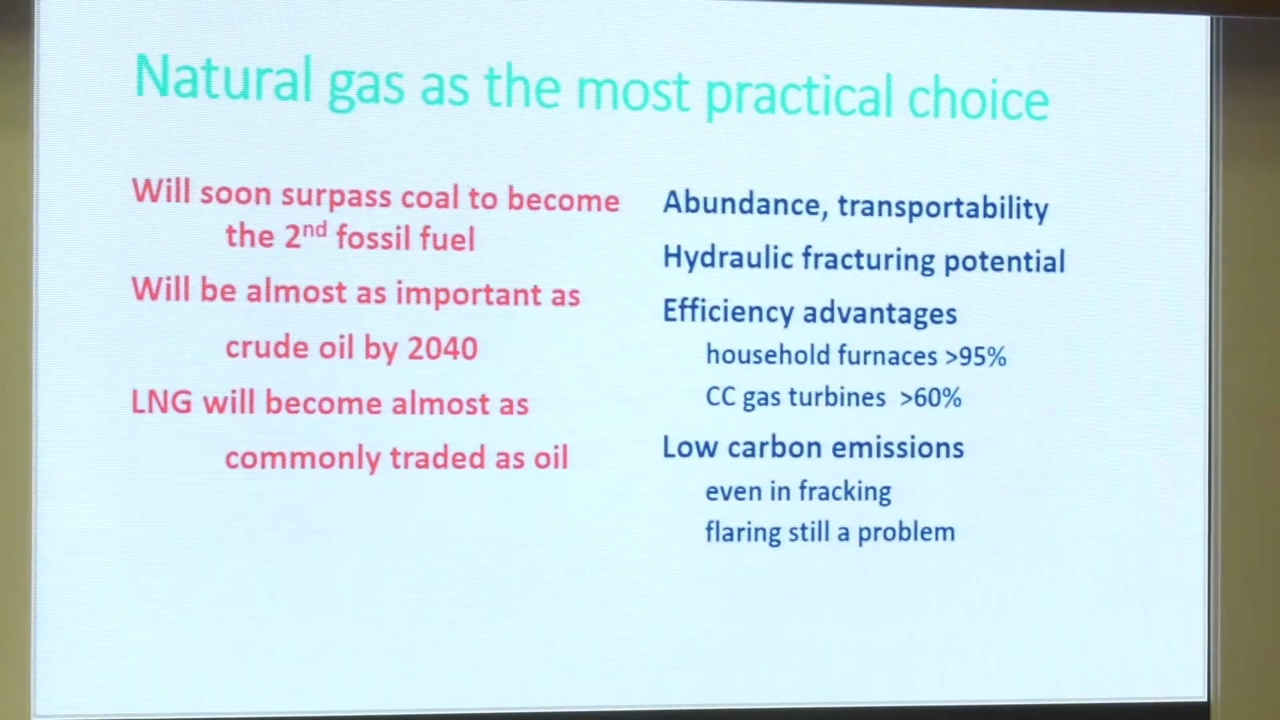 Natural gas as the most practical choice
Will soon surpass coal to become
the 2nd fossil fuel
Will be almost as important as
crude oil by 2040
LNG will become almost as
commonly traded as oil
Abundance, transportability
Hydraulic fracturing potential
Efficiency advantages
household furnaces >95%
CC gas turbines >60%
Low carbon emissions
even in fracking
flaring still a problem